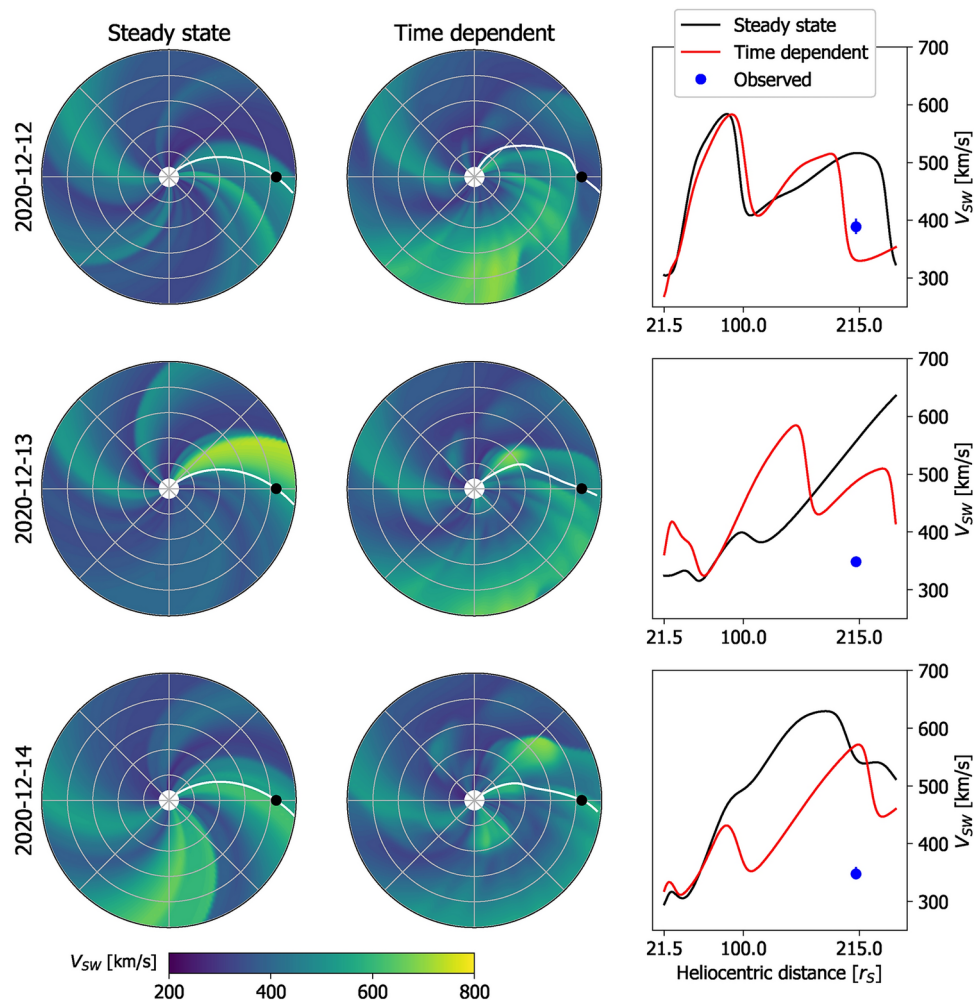 Steady state
Time dependent
Steady state
Time dependent
Observed
2020-12-12
700
600
500
400
300
V_SW [km/s]
21.5 100.0 215.0
2020-12-13
700
600
500
400
300
V_SW [km/s]
21.5 100.0 215.0
2020-12-14
700
600
500
400
300
V_SW [km/s]
21.5 100.0 215.0
Heliocentric distance [r_S]
V_SW [km/s]
200 400 600 800